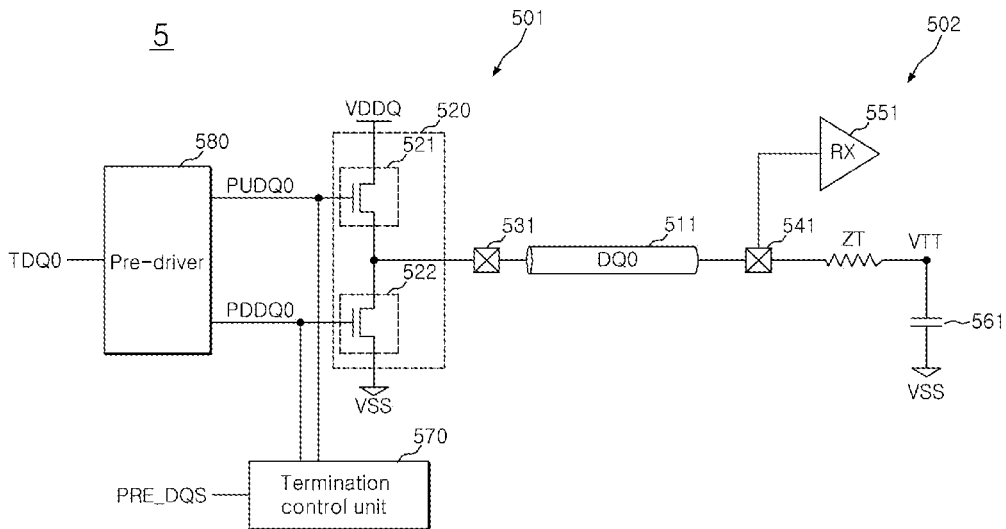 5
501
502
VDDQ
520
580
521
551
RX
PUDQ0
531
511
541
ZT
VTT
TDQ0
Pre-driver
DQ0
522
PDDQ0
561
VSS
VSS
570
PRE_DQS
Termination
control unit